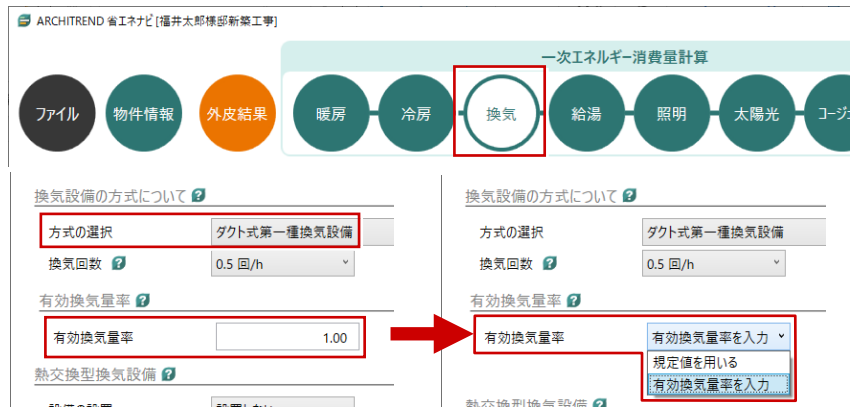 ARCHITREND 省エネナビ [福井太郎様邸新築工事]
一次エネルギー消費量計算
ファイル 物件情報 外皮結果 暖房 冷房 換気 給湯 照明 太陽光
換気設備の方式について ?
方式の選択 ダクト式第一種換気設備
換気回数 ? 0.5 回/h
有効換気量率 ?
有効換気量率 1.00
熱交換型換気設備 ?
換気設備の方式について ?
方式の選択 ダクト式第一種換気設備
換気回数 ? 0.5 回/h
有効換気量率 ?
有効換気量率 有効換気量率を入力
規定値を用いる
有効換気量率を入力
熱交換型換気設備 ?